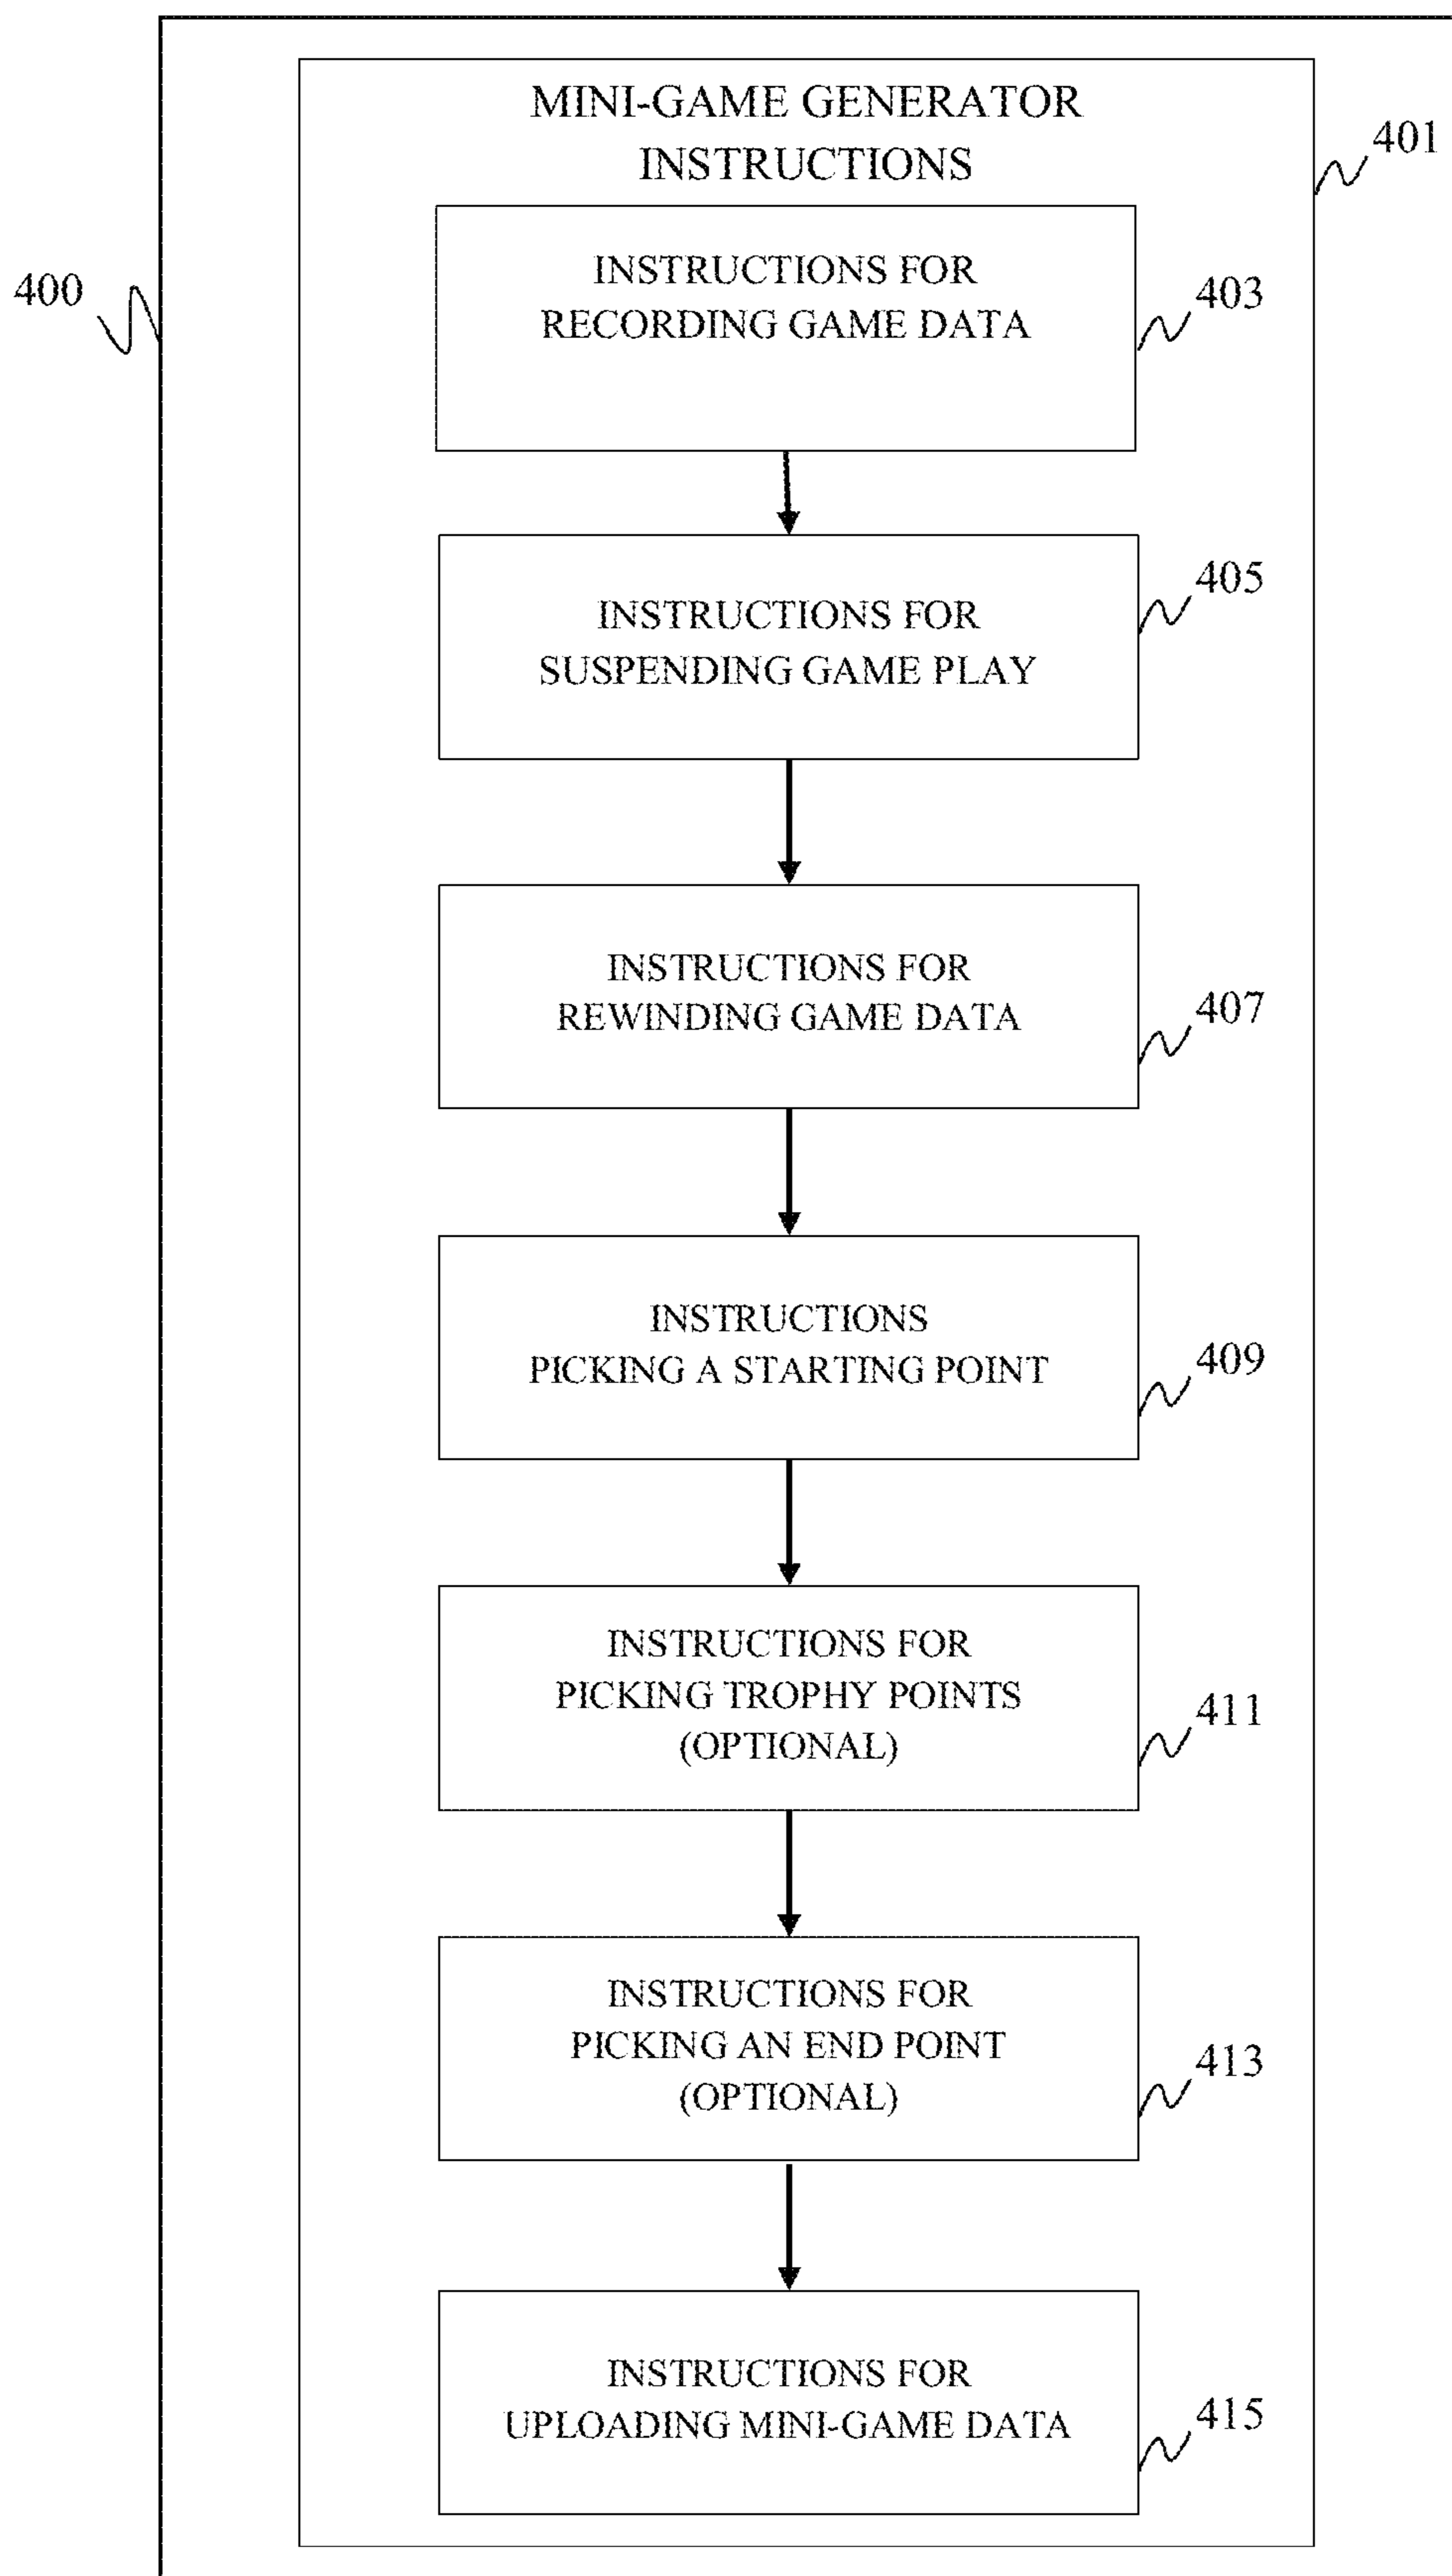 MINI-GAME GENERATOR
INSTRUCTIONS
401
400
INSTRUCTIONS FOR
RECORDING GAME DATA
403
INSTRUCTIONS FOR
SUSPENDING GAME PLAY
405
INSTRUCTIONS FOR
REWINDING GAME DATA
407
INSTRUCTIONS
PICKING A STARTING POINT
409
INSTRUCTIONS FOR
PICKING TROPHY POINTS
(OPTIONAL)
411
INSTRUCTIONS FOR
PICKING AN END POINT
(OPTIONAL)
413
INSTRUCTIONS FOR
UPLOADING MINI-GAME DATA
415